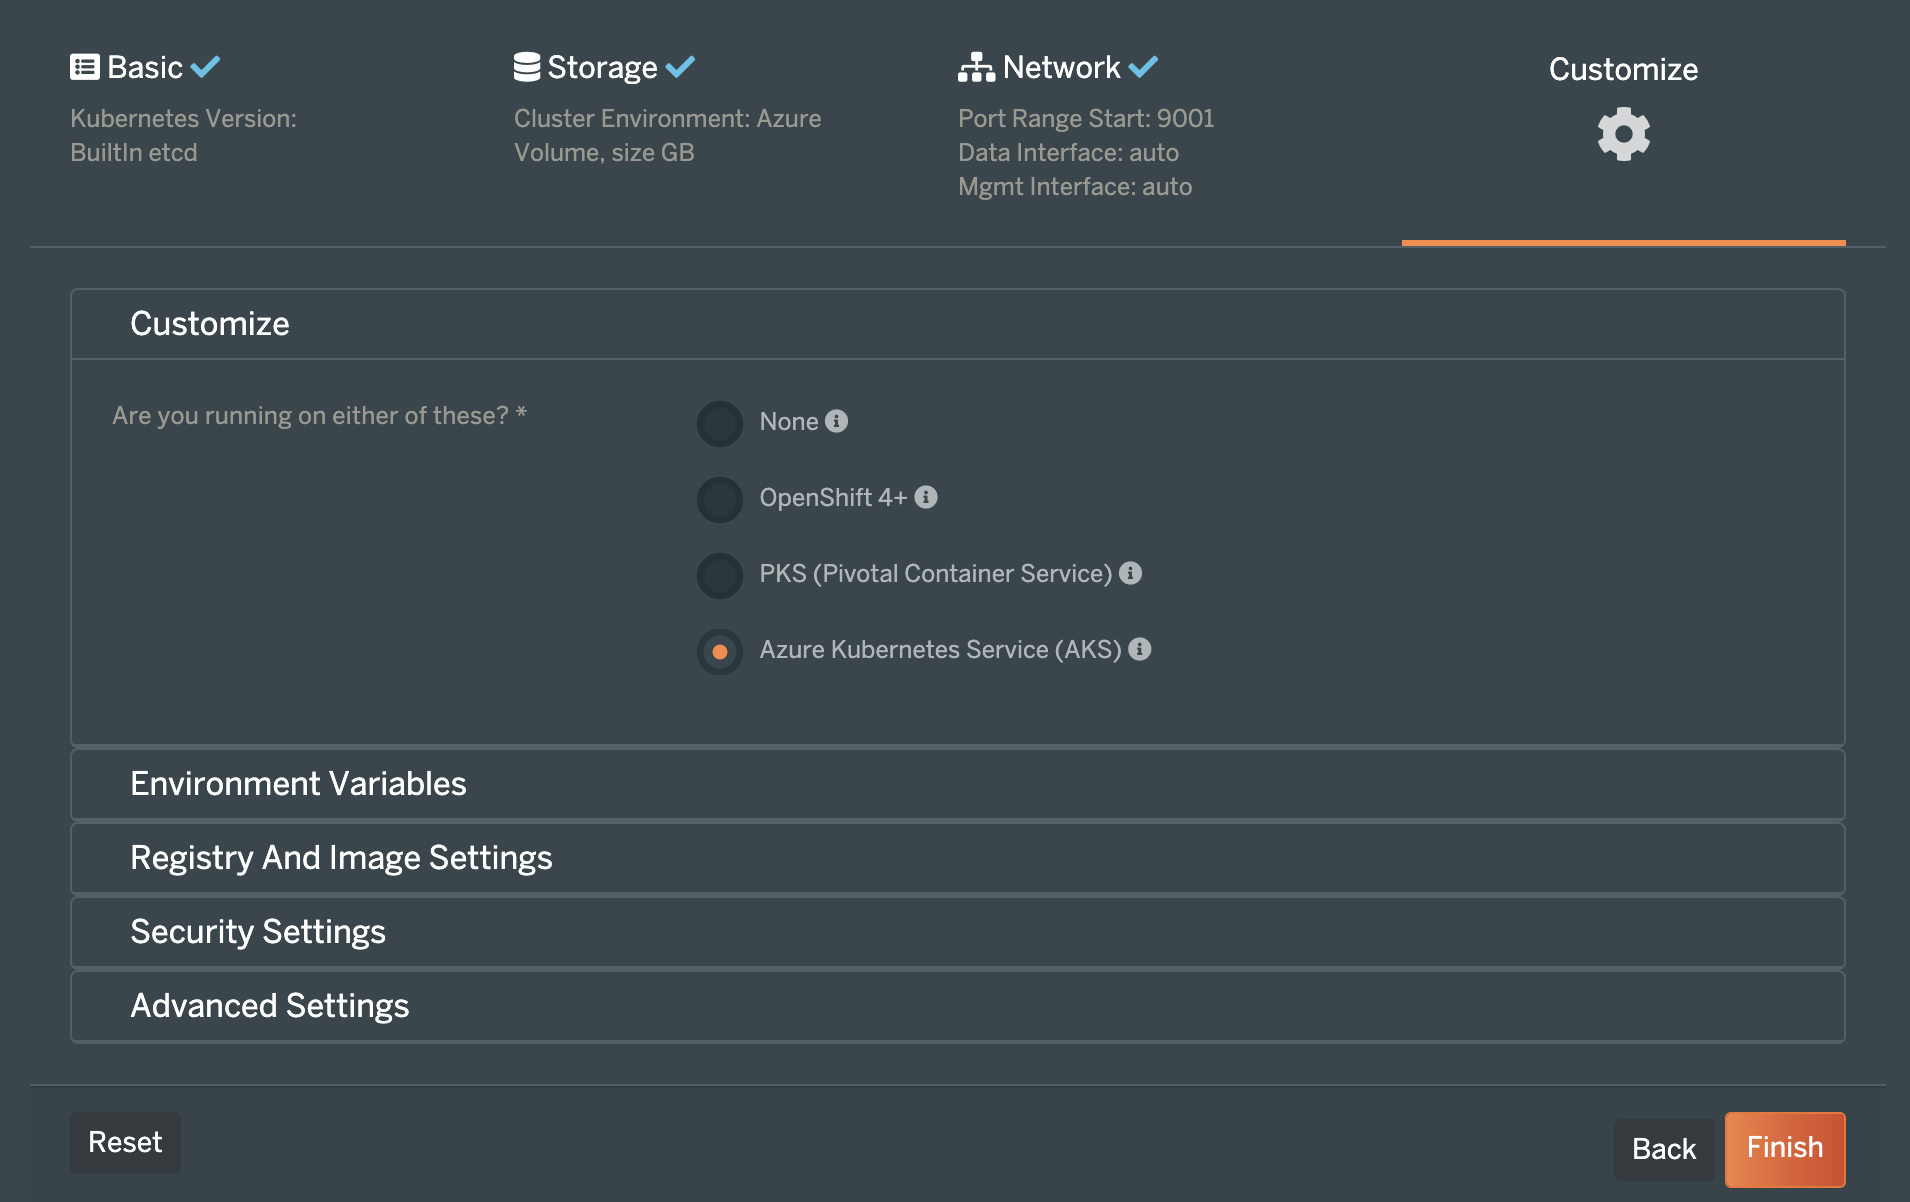 Basic
Kubernetes Version:
BuiltIn etcd
Storage
Cluster Environment: Azure
Volume, size GB
Network
Port Range Start: 9001
Data Interface: auto
Mgmt Interface: auto
Customize
Customize
Are you running on either of these? *
None
OpenShift 4+
PKS (Pivotal Container Service)
Azure Kubernetes Service (AKS)
Environment Variables
Registry And Image Settings
Security Settings
Advanced Settings
Reset
Back
Finish